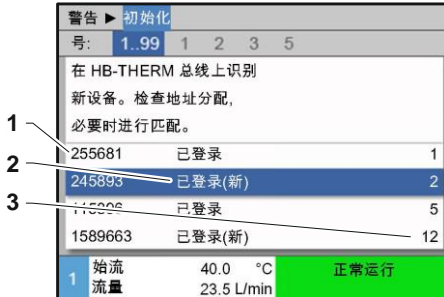 警告 ▶ 初始化
号: 1..99 1 2 3 5
在 HB-THERM 总线上识别
新设备。检查地址分配,
必要时进行匹配。
1
255681 已登录 1
2
245893 已登录(新) 2
3
已登录 5
1589663 已登录(新) 12
1 始流 40.0 °C 正常运行
流量 23.5 L/min